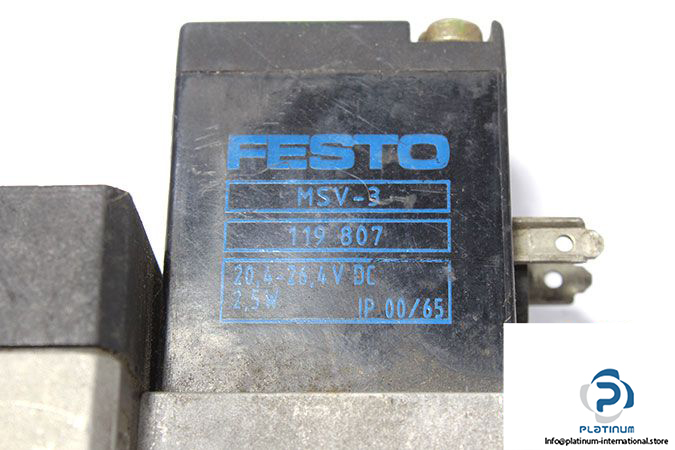 FESTO
MSV-3
119 807
20,4-26,4V DC
2,5W IP 00/65
PLATINUM
Info@platinum-international.store